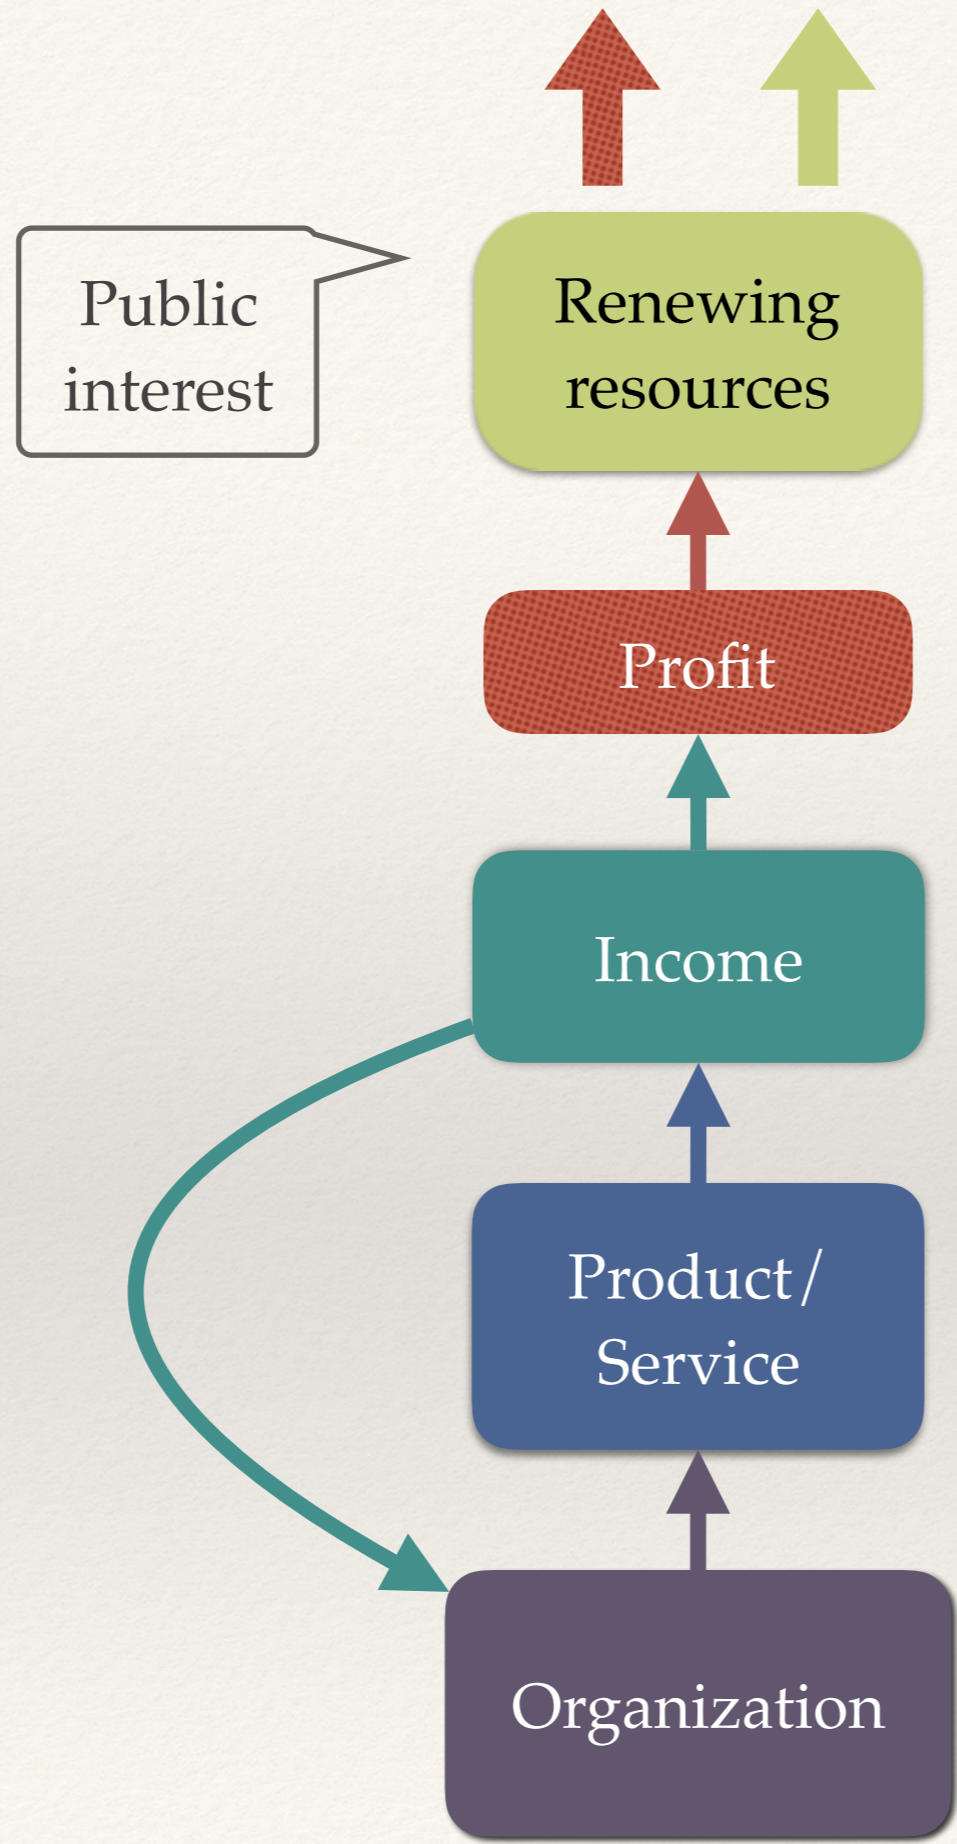 Public
interest
Renewing
resources
Profit
Income
Product/
Service
Organization